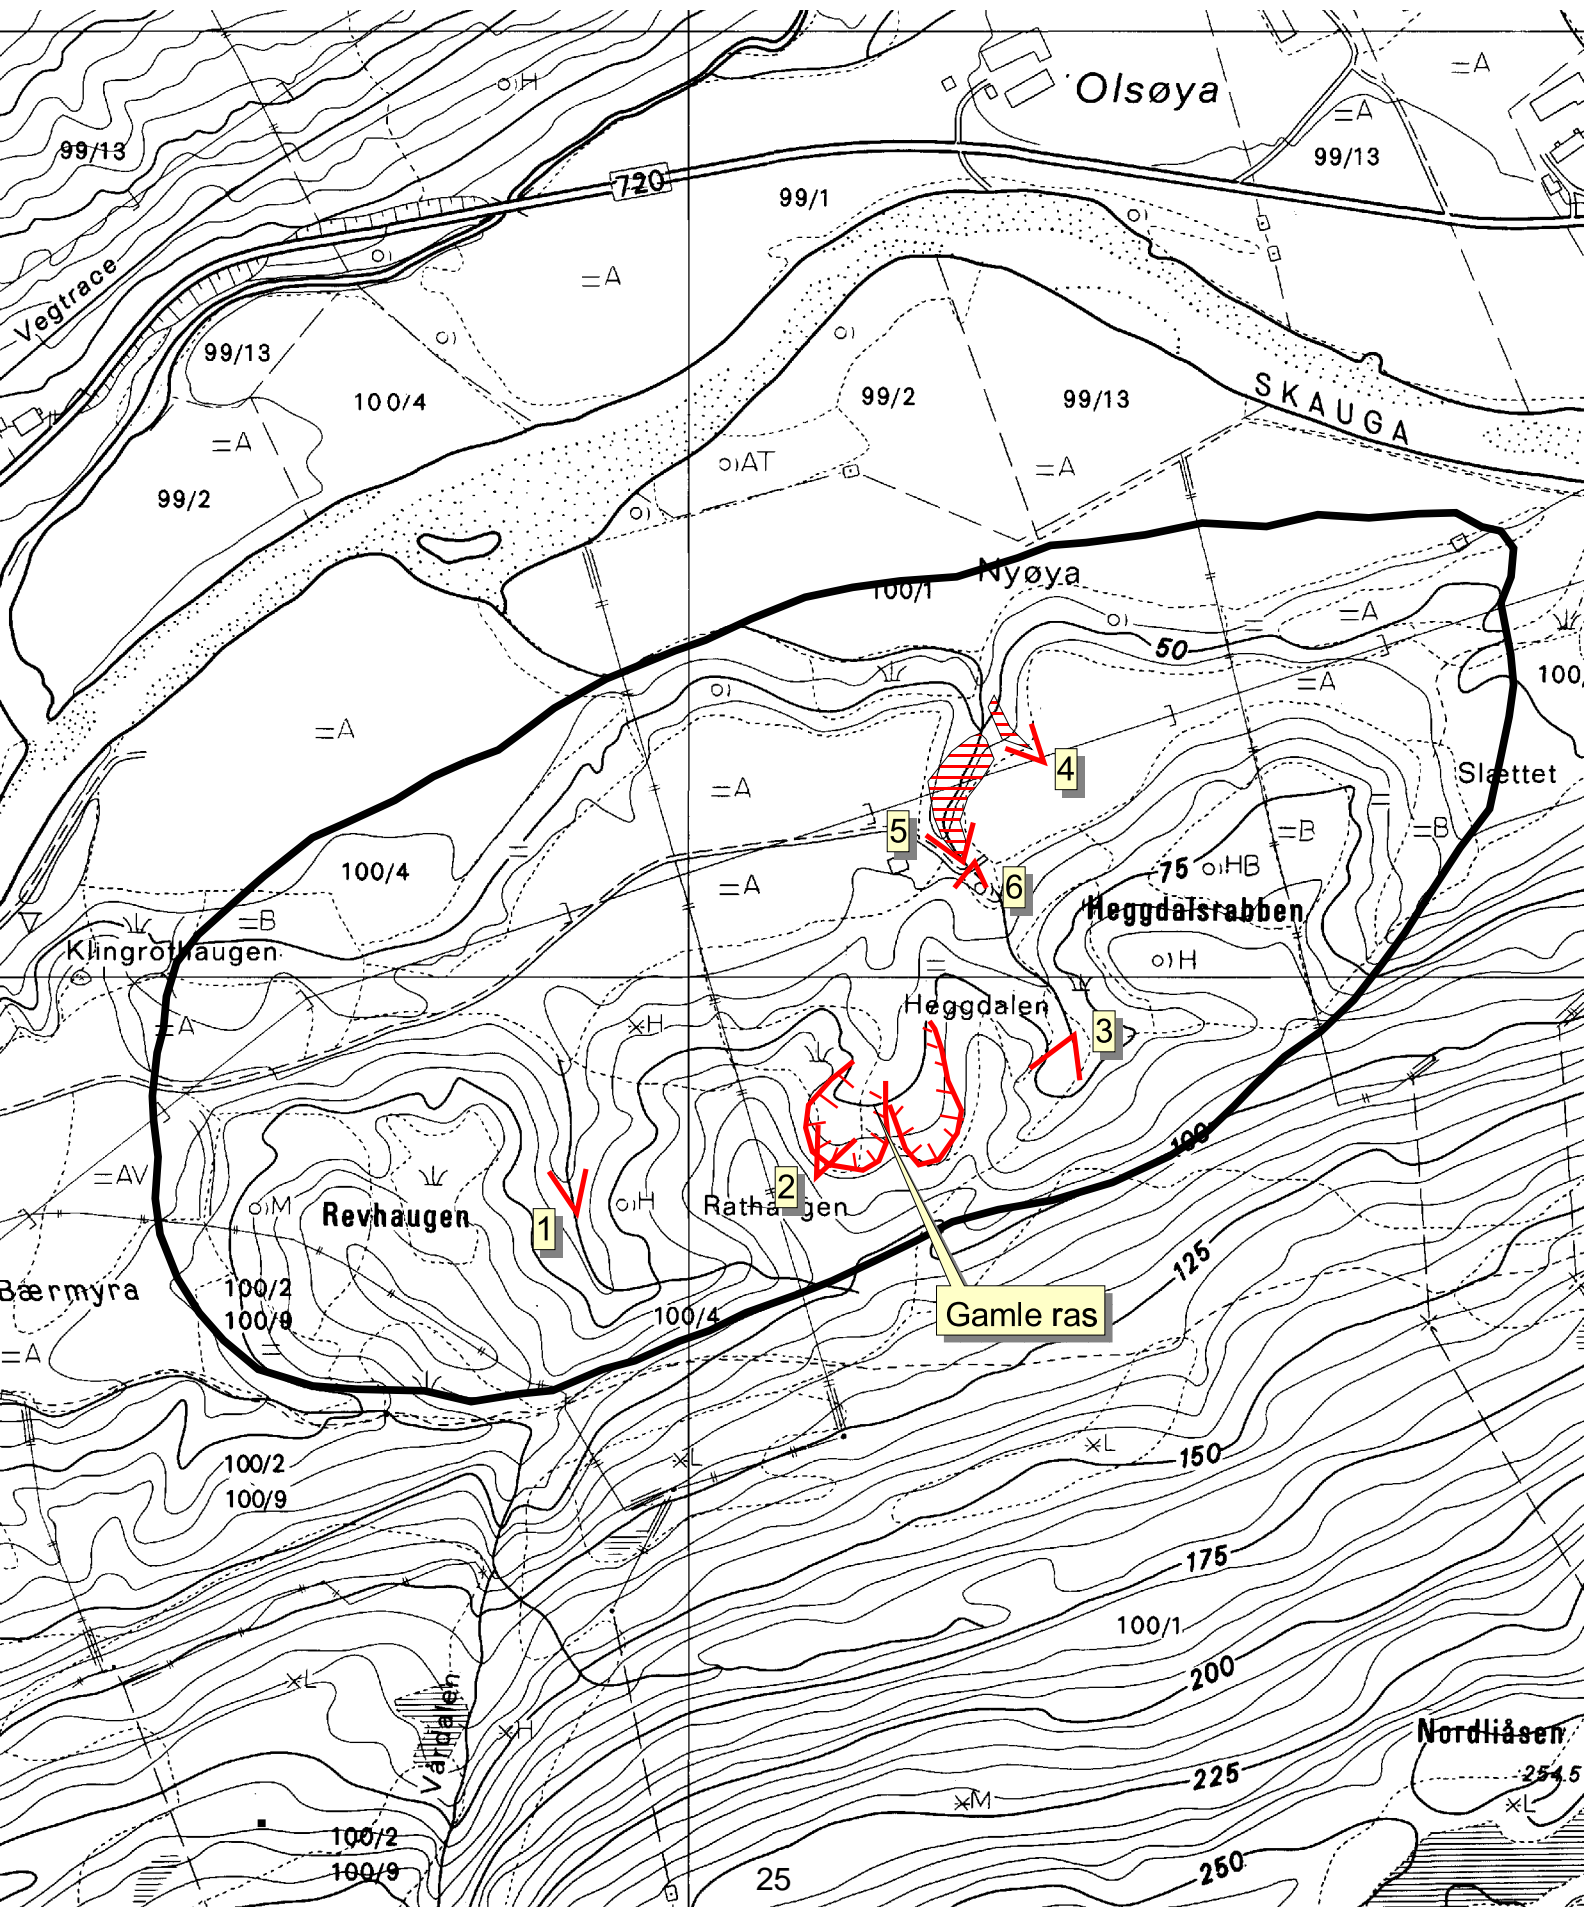 H
A
Olsøya
A
99/13
99/13
720
99/1
Vegtrace
A
99/13
100/4
99/2
99/13
SKAUGA
A
AT
A
99/2
Nyøya
100/1
A
50
A
100/
A
4
Slættet
A
5
B
B
100/4
75
HB
A
6
B
Heggdalsrabben
Klingrothaugen
H
Heggdalen
A
H
3
100
AV
2
M
H
Rathaugen
Revhaugen
1
125
Bærmyra
100/2
100/9
100/4
Gamle ras
A
L
150
100/2
L
100/9
175
100/1
200
L
Vårdalen
H
Nordliåsen
225
254.5
M
L
100/2
100/9
250
25